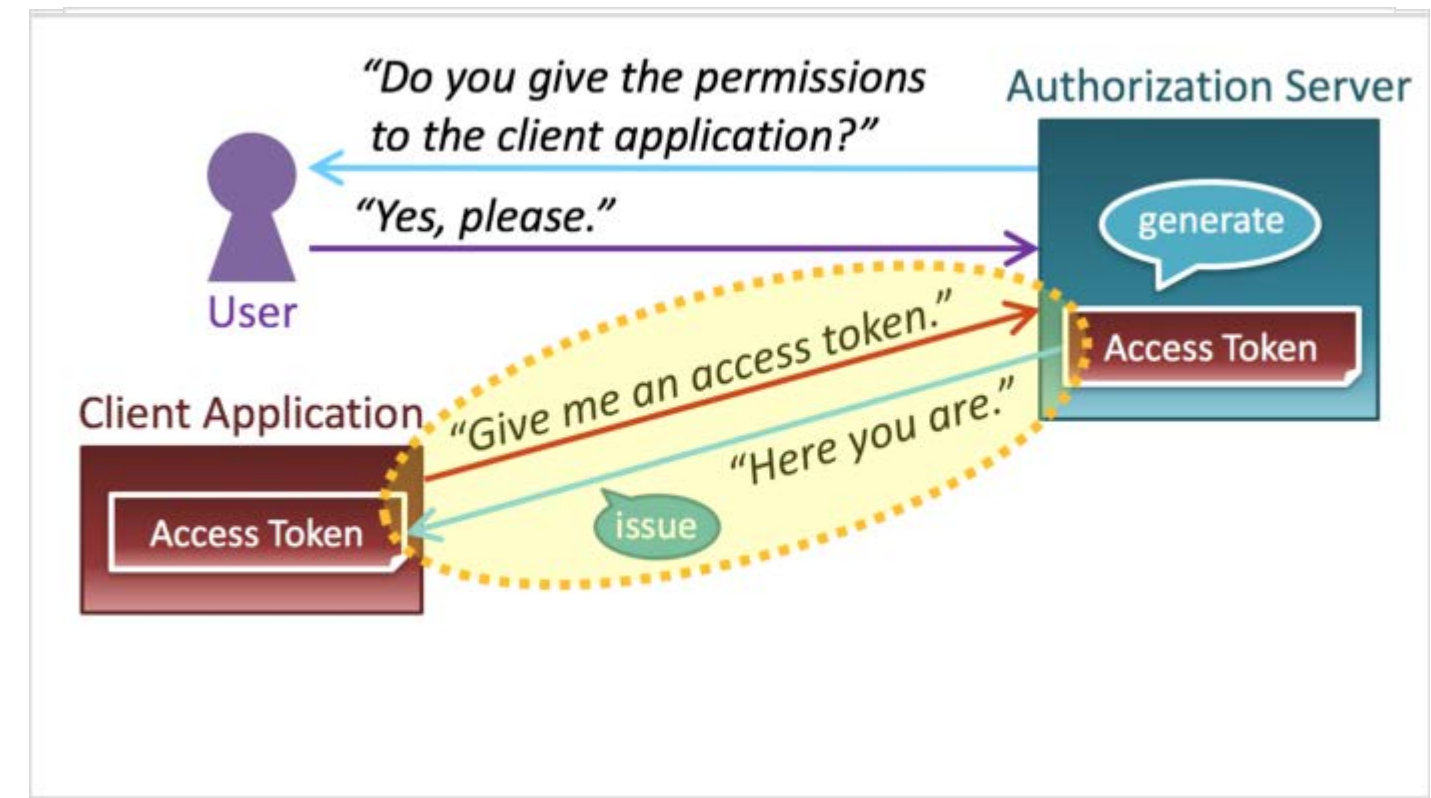 “Do you give the permissions
to the client application?”
Authorization Server
“Yes, please.”
generate
User
“Give me an access token.”
Access Token
Client Application
“Here you are.”
issue
Access Token